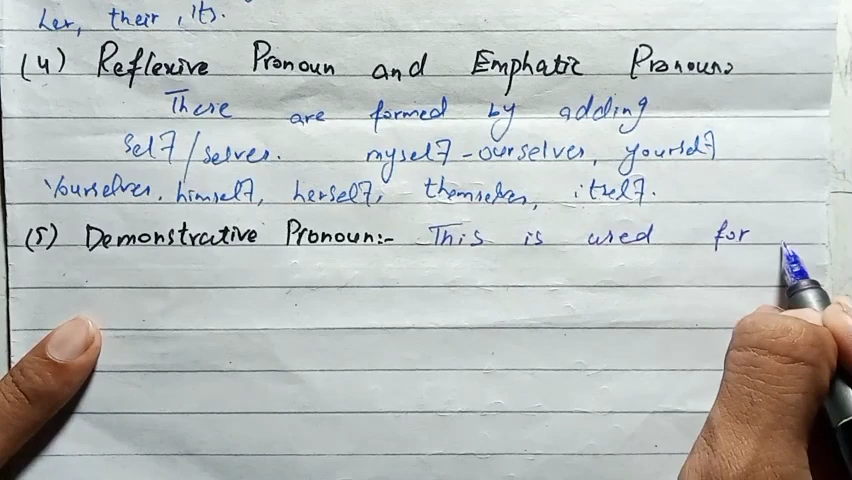 her, their, its.
(4) Reflexive Pronoun and Emphatic Pronouns
There are formed by adding
self/selves. myself-ourselves, yourself
Yourselves, himself, herself, themselves, itself.
(5) Demonstrative Pronoun:- This is used for